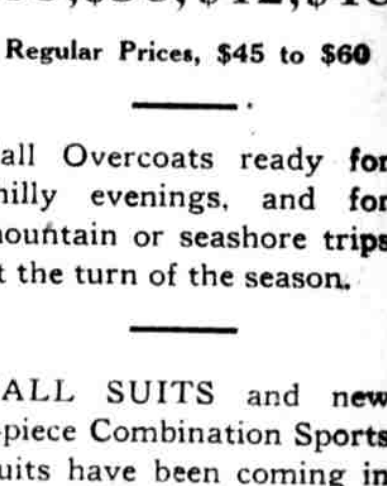 Regular Prices, $45 to $60
all Overcoats ready for
hilly evenings, and for
nountain or seashore trips
t the turn of the season.
ALL SUITS and new
-piece Combination Sports
uits have been coming in